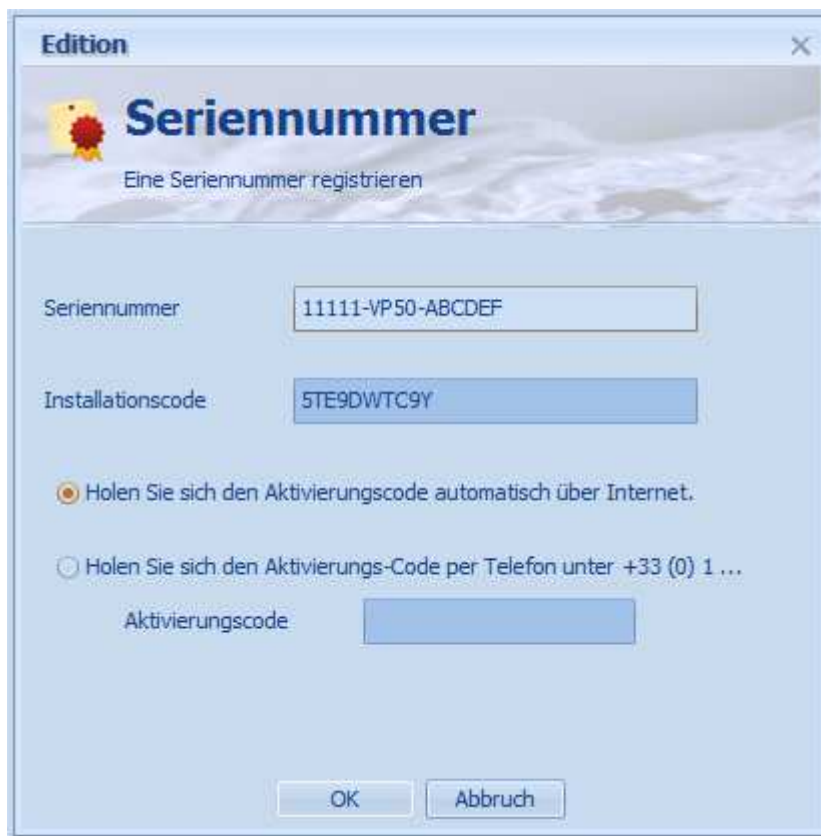 Edition
Seriennummer
Eine Seriennummer registrieren
Seriennummer 11111-VP50-ABCDEF
Installationscode 5TE9DWTC9Y
Holen Sie sich den Aktivierungscode automatisch über Internet.
Holen Sie sich den Aktivierungs-Code per Telefon unter +33 (0) 1 ...
Aktivierungscode
OK Abbruch